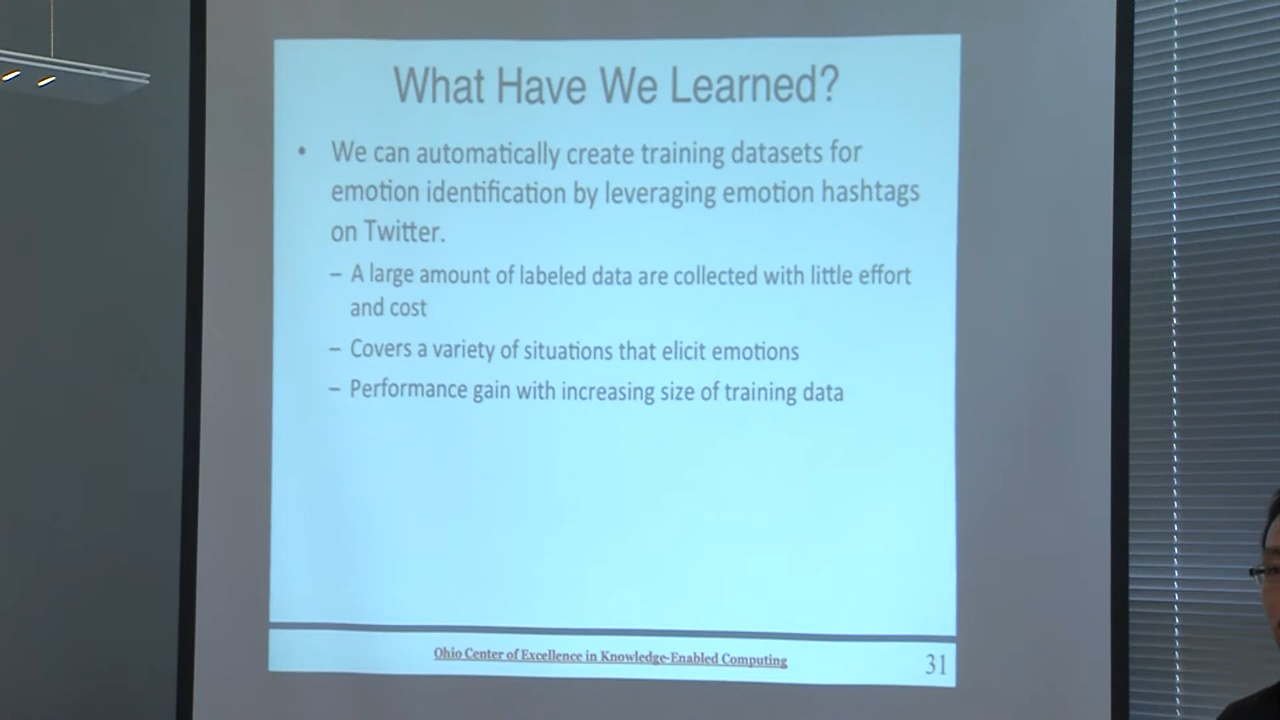 What Have We Learned?
• We can automatically create training datasets for
emotion identification by leveraging emotion hashtags
on Twitter.
– A large amount of labeled data are collected with little effort
and cost
– Covers a variety of situations that elicit emotions
– Performance gain with increasing size of training data
Ohio Center of Excellence in Knowledge-Enabled Computing
31